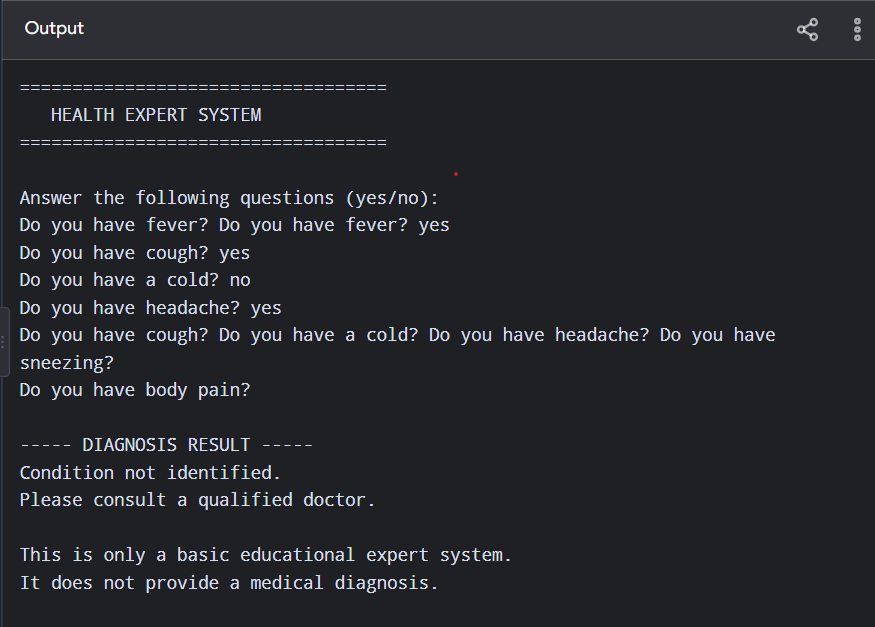 Output
===================================
HEALTH EXPERT SYSTEM
===================================
Answer the following questions (yes/no):
Do you have fever? Do you have fever? yes
Do you have cough? yes
Do you have a cold? no
Do you have headache? yes
Do you have cough? Do you have a cold? Do you have headache? Do you have
sneezing?
Do you have body pain?
----- DIAGNOSIS RESULT -----
Condition not identified.
Please consult a qualified doctor.
This is only a basic educational expert system.
It does not provide a medical diagnosis.